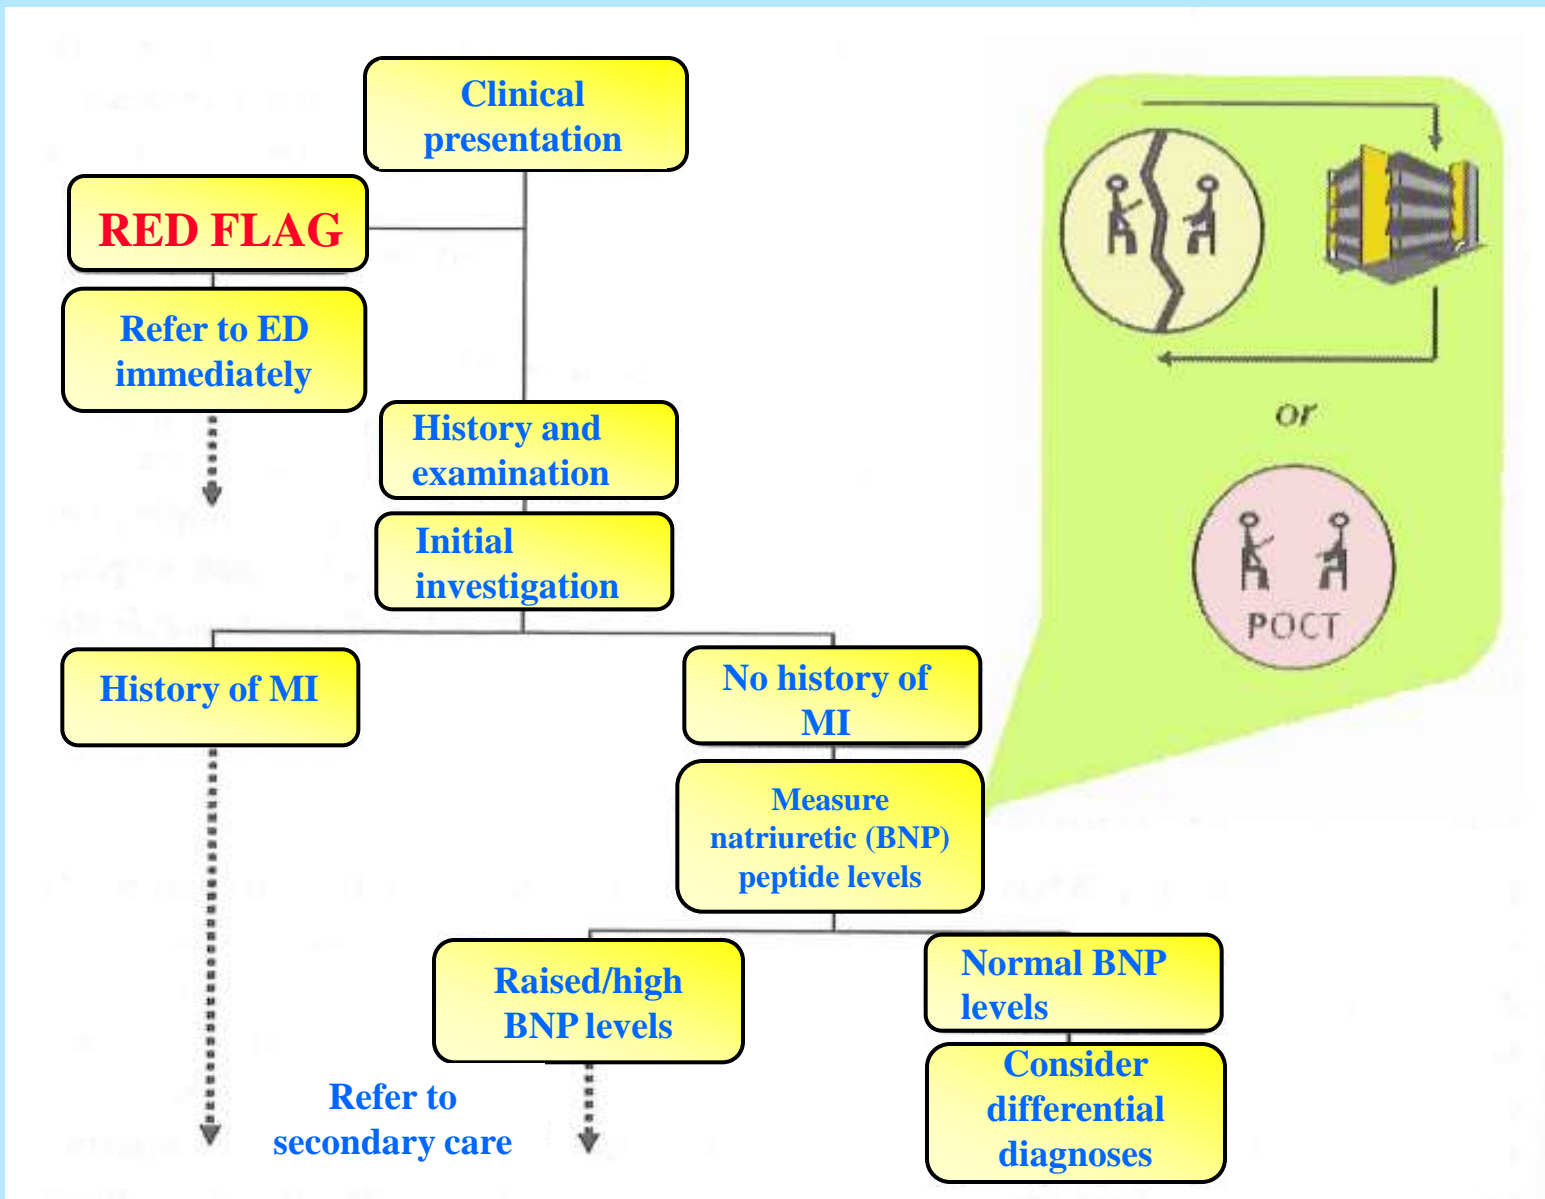 Clinical
presentation
RED FLAG
Refer to ED
immediately
History and
examination
Initial
investigation
History of MI
No history of
MI
Measure
natriuretic (BNP)
peptide levels
Raised/high
BNP levels
Normal BNP
levels
Refer to
secondary care
Consider
differential
diagnoses
or
POCT